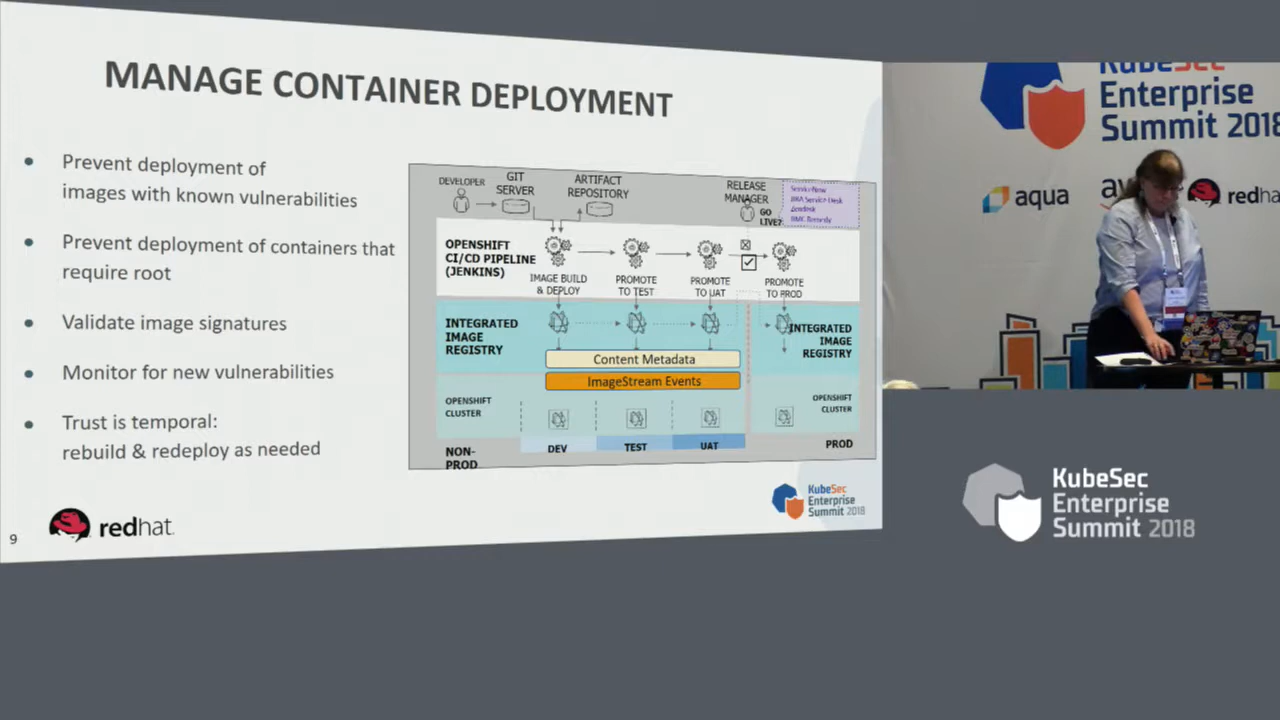 MANAGE CONTAINER DEPLOYMENT
Prevent deployment of
images with known vulnerabilities
Prevent deployment of containers that
require root
Validate image signatures
Monitor for new vulnerabilities
Trust is temporal:
rebuild & redeploy as needed
DEVELOPER
GIT
SERVER
ARTIFACT
REPOSITORY
RELEASE
MANAGER
GO
LIVE?
ServiceNow
BMC Remedy
OPENSHIFT
CI/CD PIPELINE
(JENKINS)
IMAGE BUILD
& DEPLOY
PROMOTE
TO TEST
PROMOTE
TO UAT
PROMOTE
TO PROD
INTEGRATED
IMAGE
REGISTRY
INTEGRATED
IMAGE
REGISTRY
Content Metadata
ImageStream Events
OPENSHIFT
CLUSTER
OPENSHIFT
CLUSTER
NON-
PROD
DEV
TEST
UAT
PROD
9
redhat.
KubeSec
Enterprise
Summit 2018
KubeSec
Enterprise
Summit 2018
aqua
redha
KubeSec
Enterprise
Summit 2018